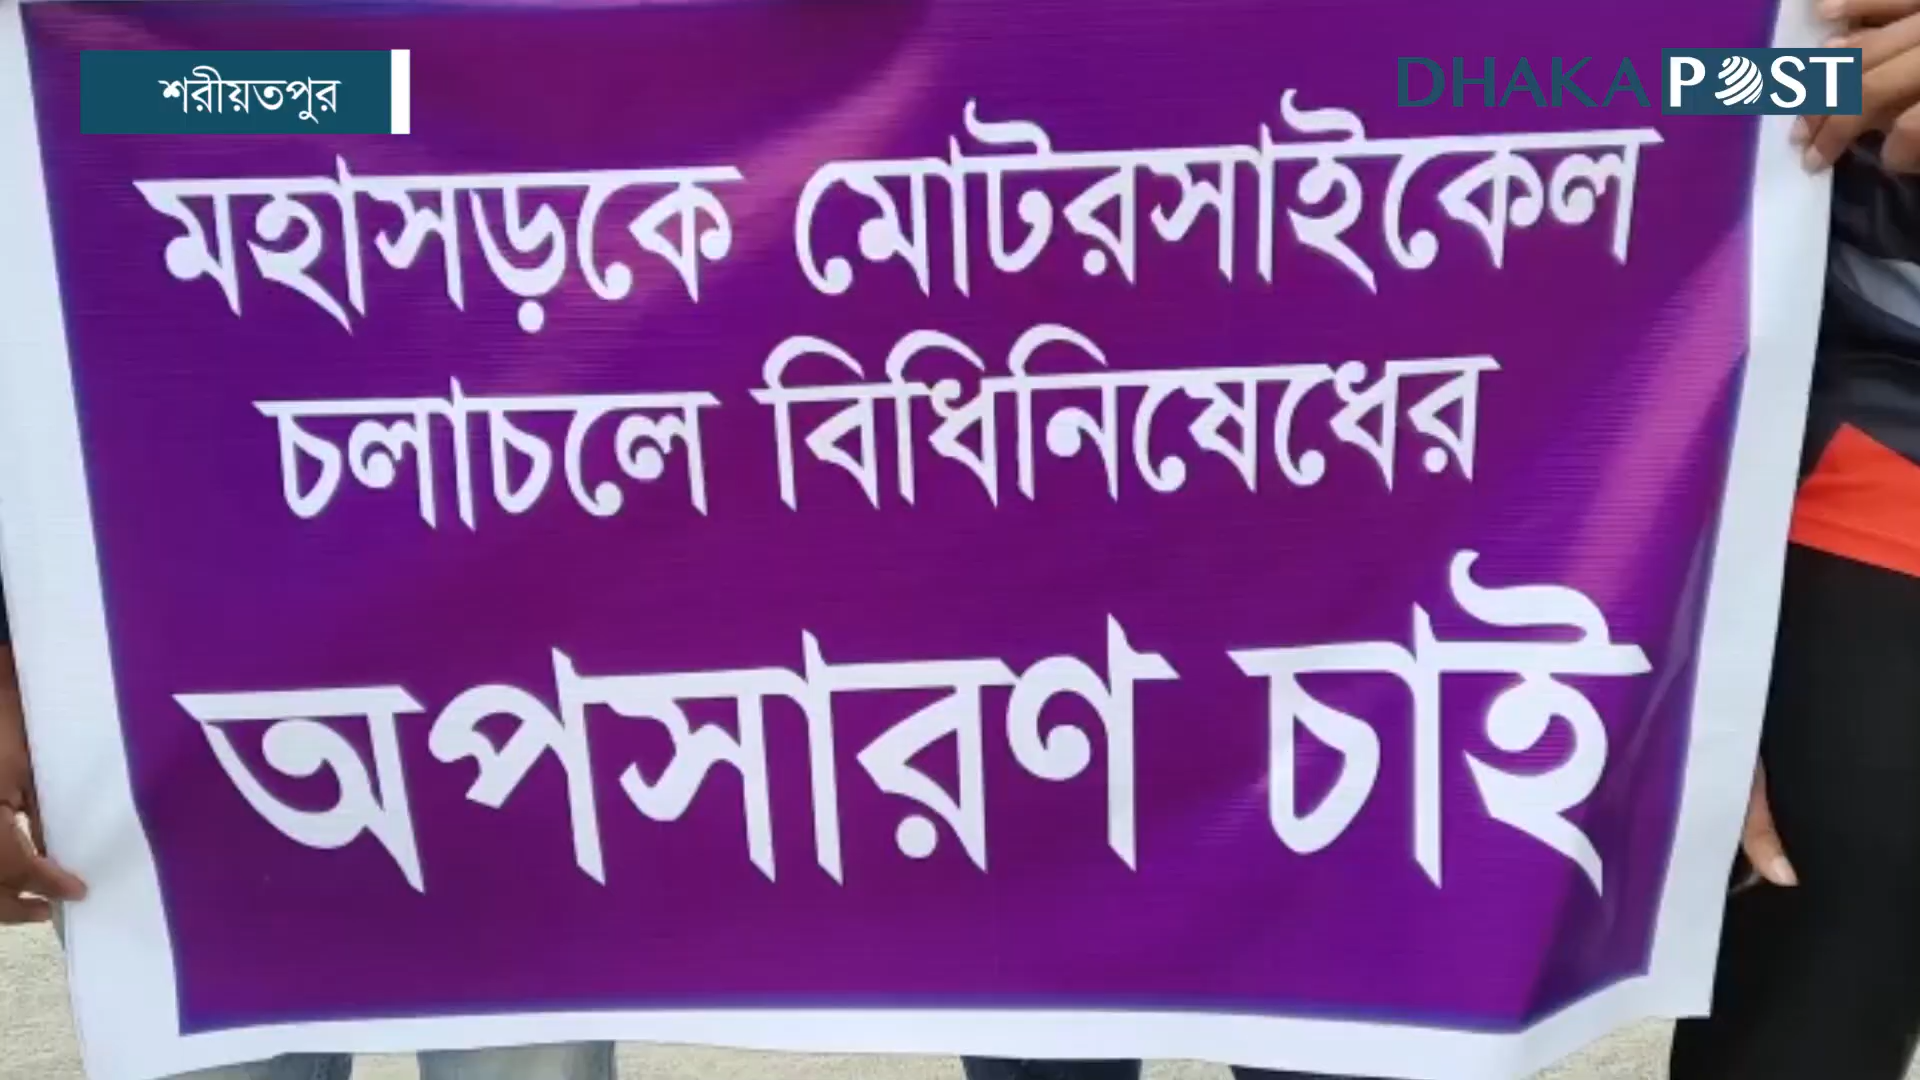 শরীয়তপুর
DHAKA POST
মহাসড়কে মোটরসাইকেল
চলাচলে বিধিনিষেধের
অপসারণ চাই